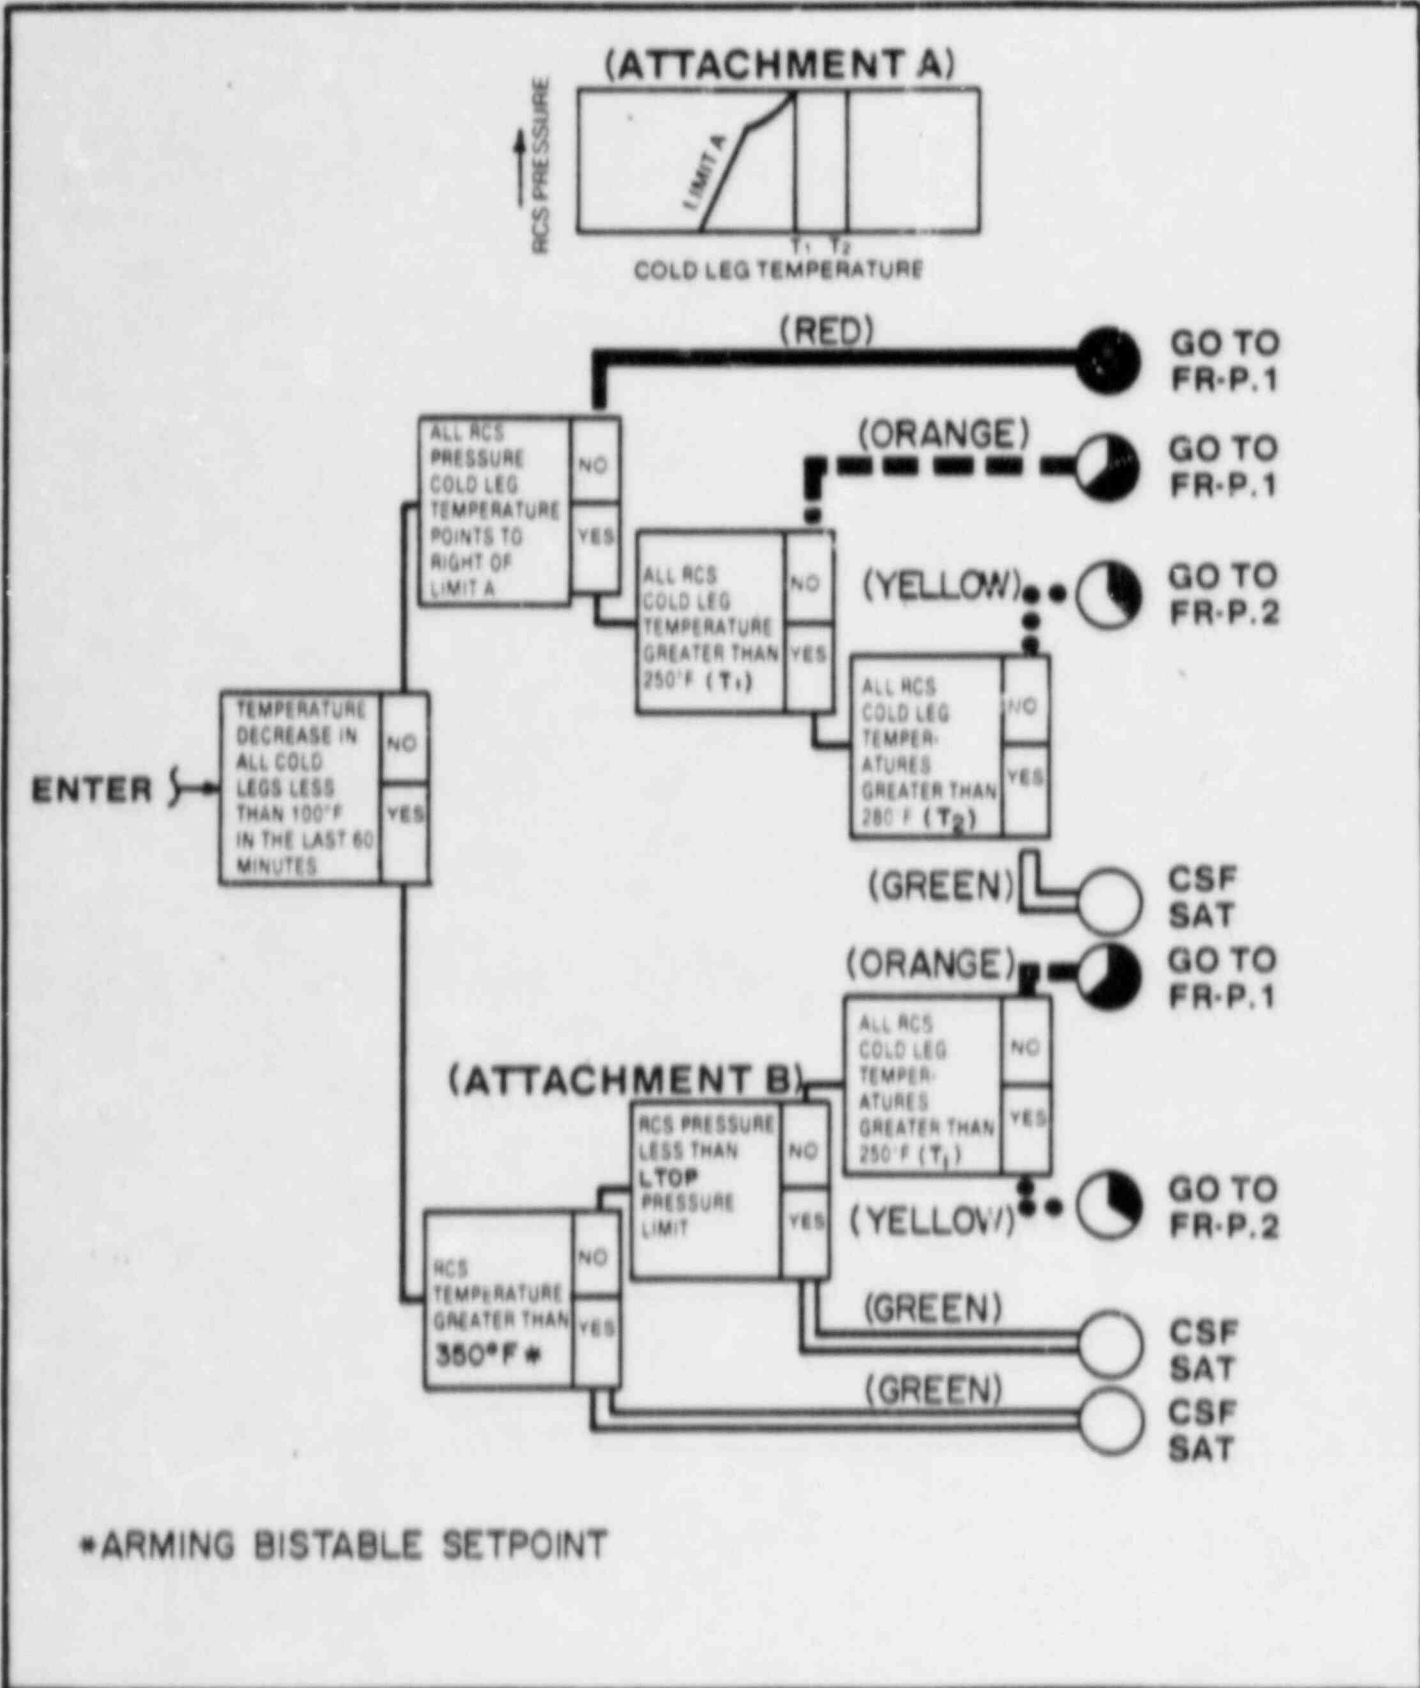 (ATTACHMENT A)
RCS PRESSURE
LIMIT A
T1 T2
COLD LEG TEMPERATURE
(RED)
GO TO
FR-P.1
ALL RCS
PRESSURE
COLD LEG
TEMPERATURE
POINTS TO
RIGHT OF
LIMIT A
NO
YES
(ORANGE)
GO TO
FR-P.1
ALL RCS
COLD LEG
TEMPERATURE
GREATER THAN
250°F (T1)
NO
YES
(YELLOW)
GO TO
FR-P.2
ALL RCS
COLD LEG
TEMPER-
ATURES
GREATER THAN
280°F (T2)
NO
YES
ENTER
TEMPERATURE
DECREASE IN
ALL COLD
LEGS LESS
THAN 100°F
IN THE LAST 60
MINUTES
NO
YES
(GREEN)
CSF
SAT
(ORANGE)
GO TO
FR-P.1
ALL RCS
COLD LEG
TEMPER-
ATURES
GREATER THAN
250°F (T1)
NO
YES
(ATTACHMENT B)
RCS PRESSURE
LESS THAN
LTOP
PRESSURE
LIMIT
NO
YES
(YELLOW)
GO TO
FR-P.2
RCS
TEMPERATURE
GREATER THAN
350°F *
NO
YES
(GREEN)
CSF
SAT
(GREEN)
CSF
SAT
*ARMING BISTABLE SETPOINT